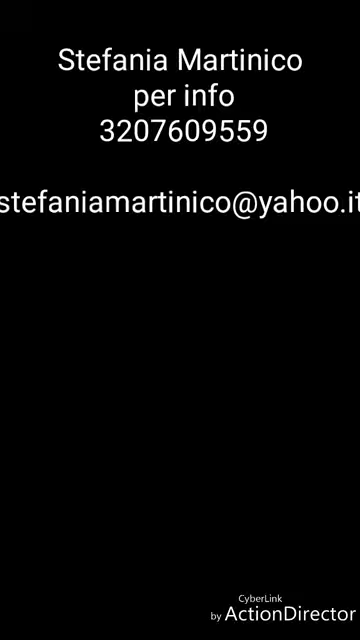 Stefania Martinico
per info
3207609559
stefaniamartinico@yahoo.it
CyberLink
by ActionDirector